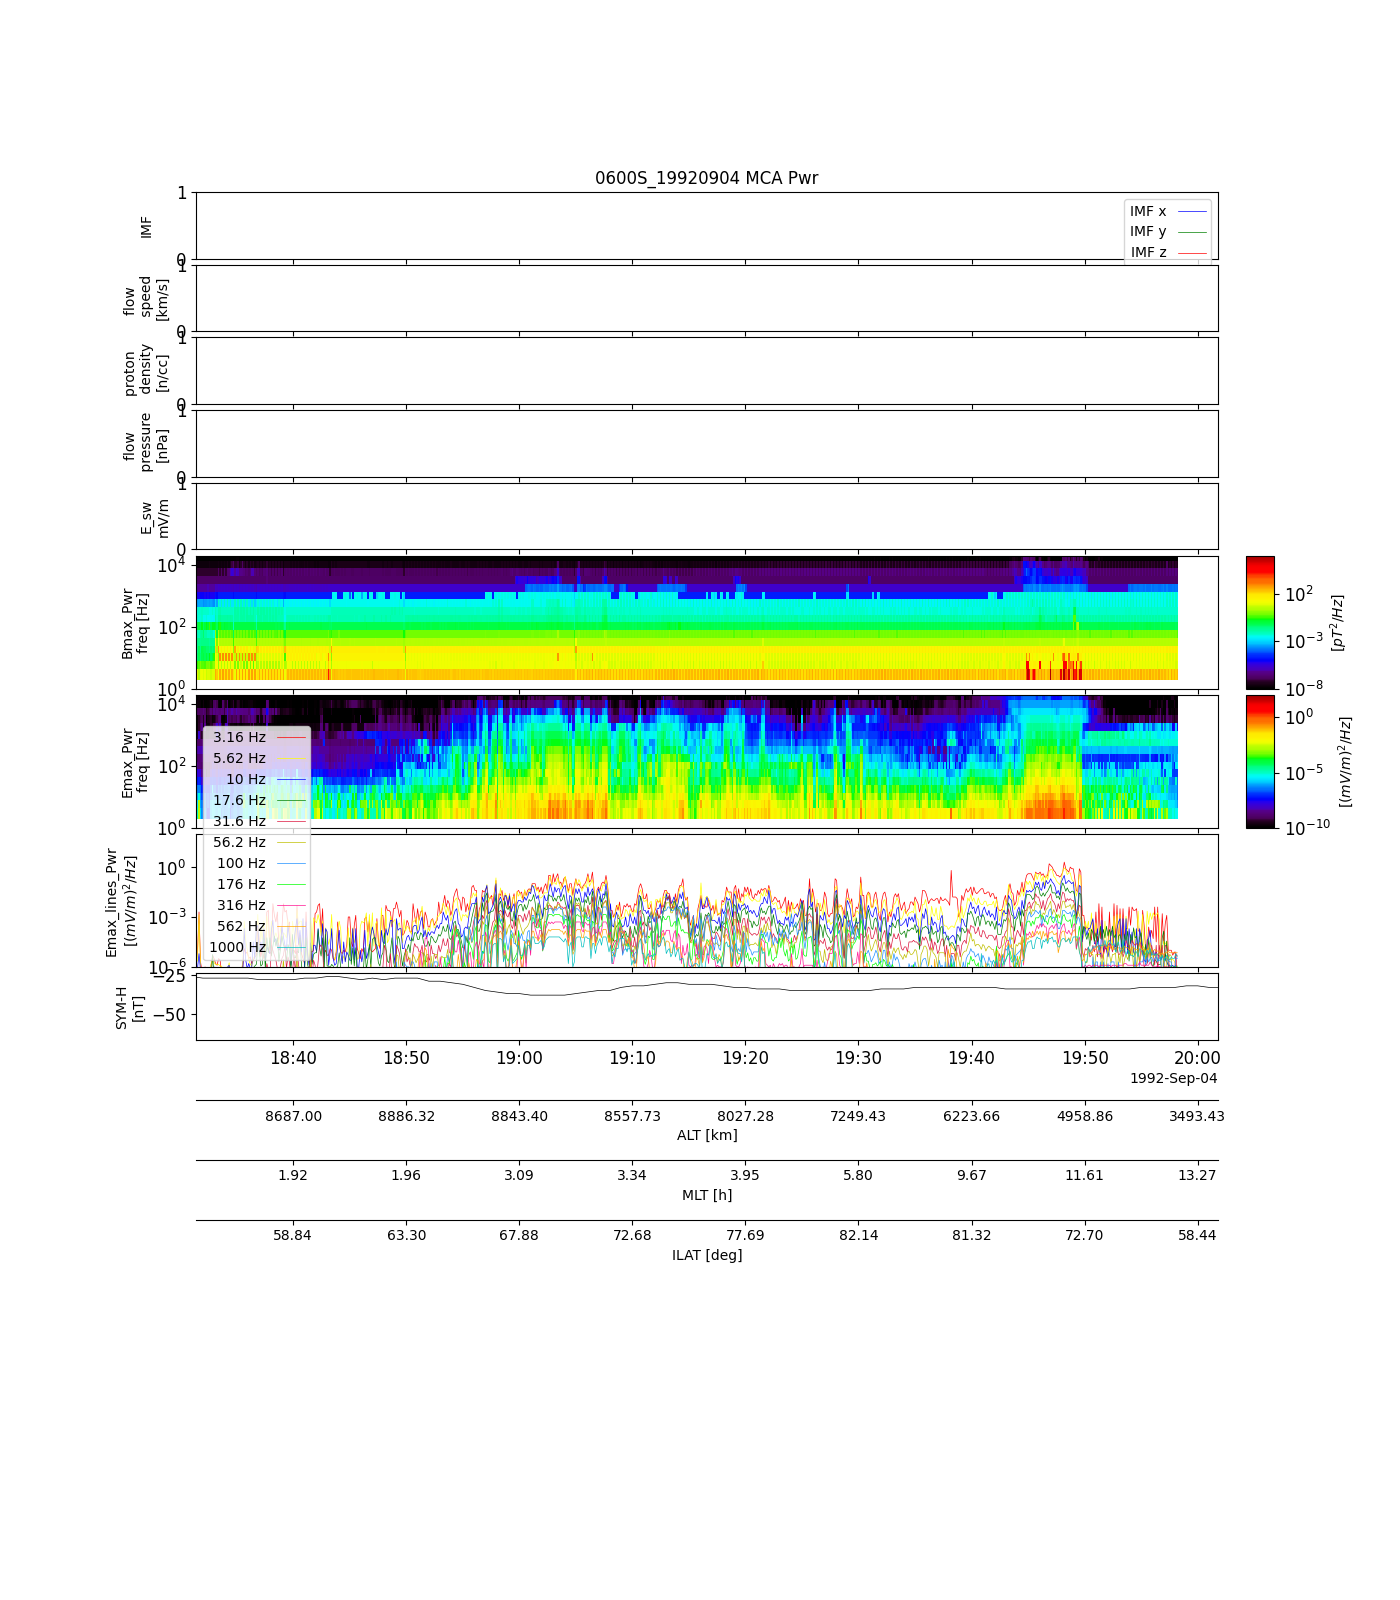 0600S_19920904 MCA Pwr
1
0
IMF
IMF x
IMF y
IMF z
1
0
flow
speed
[km/s]
1
0
proton
density
[n/cc]
1
0
flow
pressure
[nPa]
1
0
E_sw
mV/m
10^4
10^2
10^0
Bmax_Pwr
freq [Hz]
10^2
10^-3
10^-8
[pT^2/Hz]
10^4
10^2
10^0
Emax_Pwr
freq [Hz]
10^0
10^-5
10^-10
[(mV/m)^2/Hz]
3.16 Hz
5.62 Hz
10 Hz
17.6 Hz
31.6 Hz
56.2 Hz
100 Hz
176 Hz
316 Hz
562 Hz
1000 Hz
10^0
10^-3
10^-6
Emax_lines_Pwr
[(mV/m)^2/Hz]
−25
−50
SYM-H
[nT]
18:40 18:50 19:00 19:10 19:20 19:30 19:40 19:50 20:00
1992-Sep-04
8687.00 8886.32 8843.40 8557.73 8027.28 7249.43 6223.66 4958.86 3493.43
ALT [km]
1.92 1.96 3.09 3.34 3.95 5.80 9.67 11.61 13.27
MLT [h]
58.84 63.30 67.88 72.68 77.69 82.14 81.32 72.70 58.44
ILAT [deg]